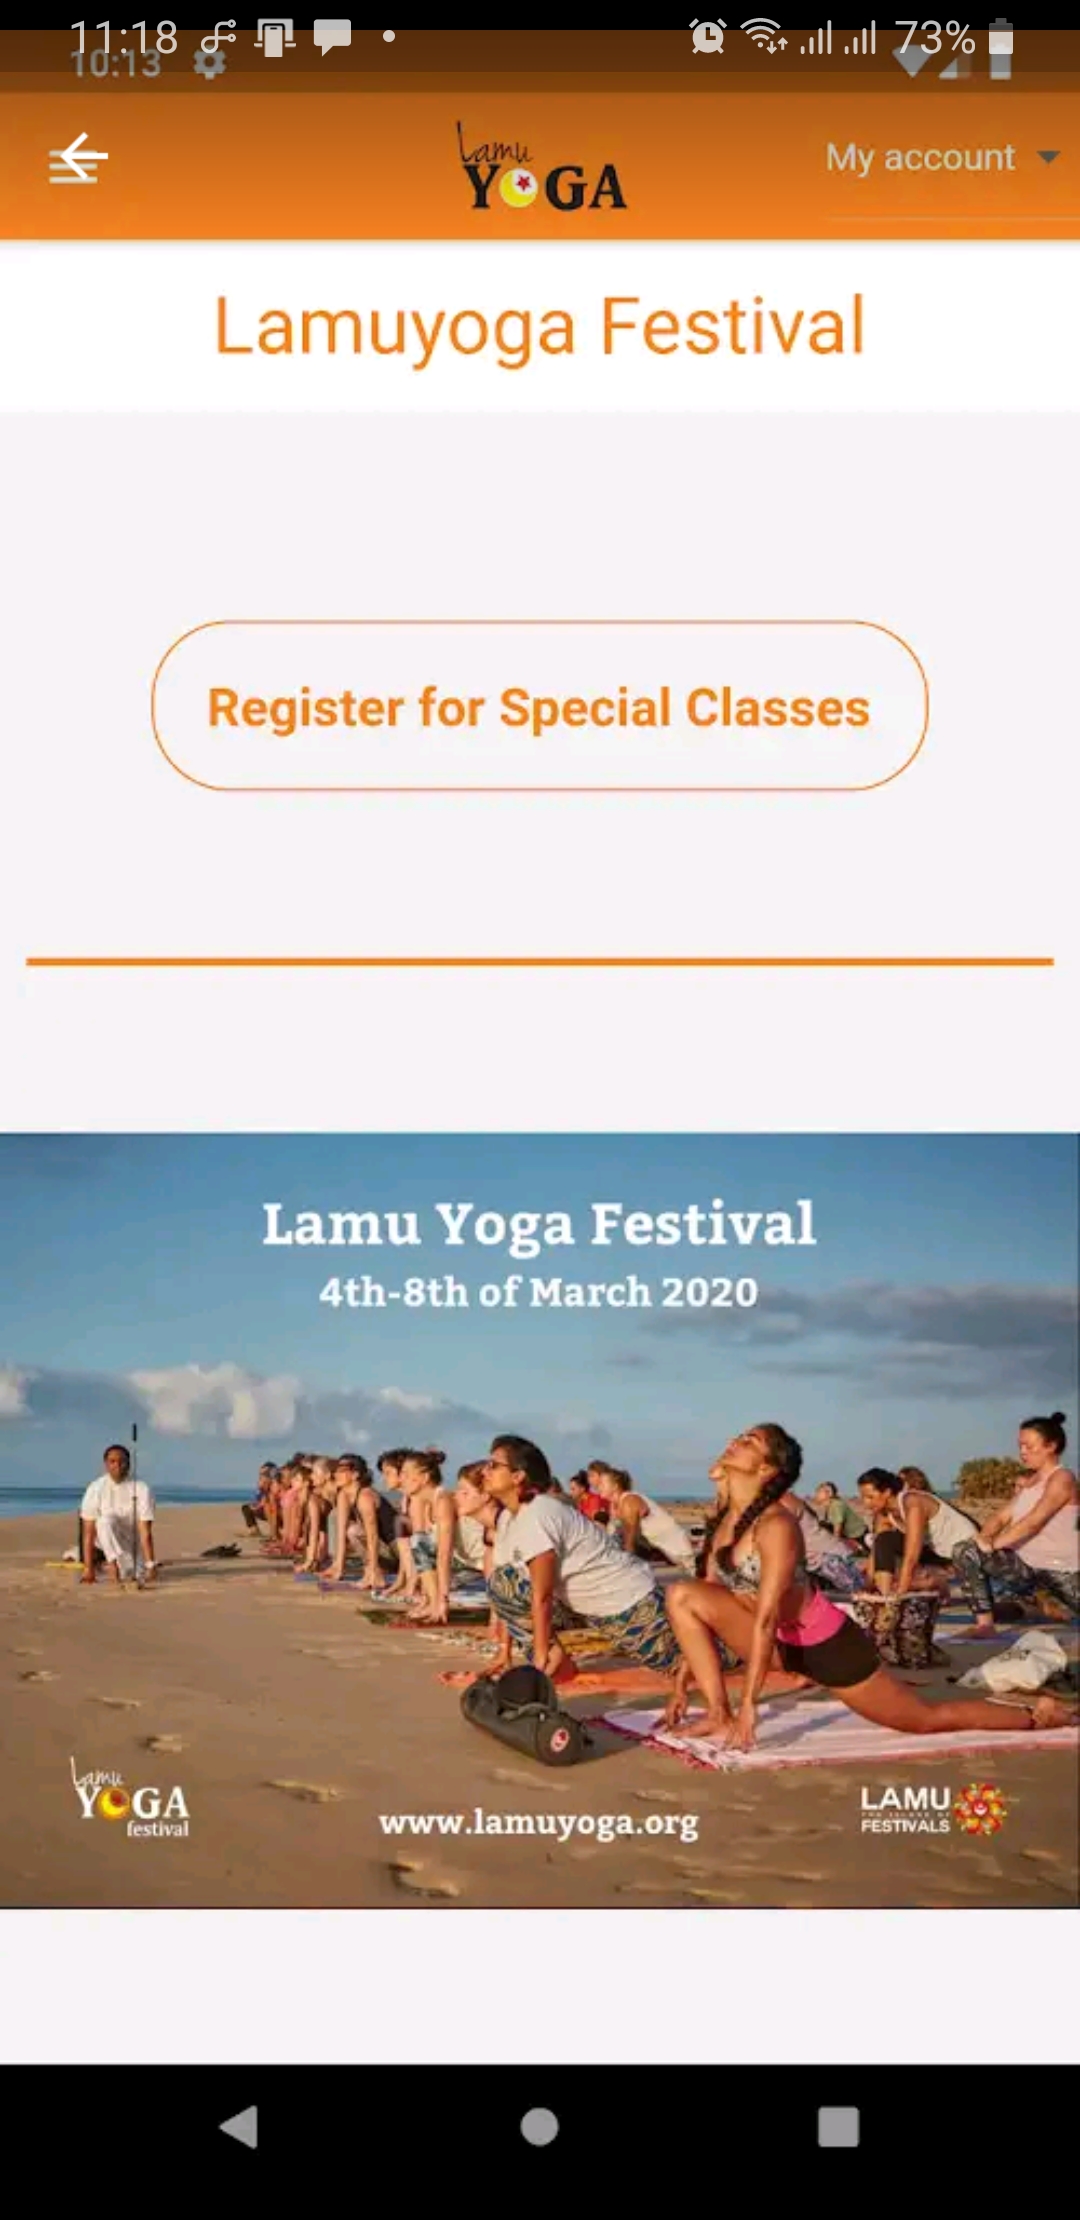 11:18
73%
10:13
Lamu
YOGA
My account
Lamuyoga Festival
Register for Special Classes
Lamu Yoga Festival
4th-8th of March 2020
Lamu
YOGA
festival
www.lamuyoga.org
LAMU
FESTIVALS